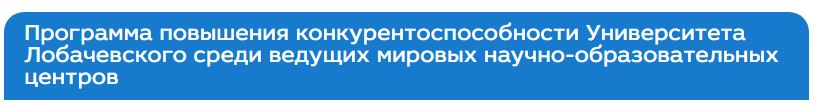 Программа повышения конкурентоспособности Университета
Лобачевского среди ведущих мировых научно-образовательных
центров